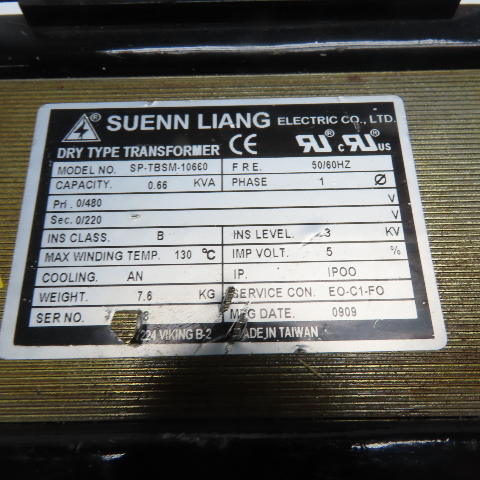 SUENN LIANG ELECTRIC CO., LTD.
DRY TYPE TRANSFORMER CE c US
MODEL NO. SP-TBSM-10660 FRE. 50/60HZ
CAPACITY. 0.66 KVA PHASE 1 Ø
Pri. 0/480 V
Sec. 0/220 V
INS CLASS. B INS LEVEL. 3 KV
MAX WINDING TEMP. 130 ℃ IMP VOLT. 5 %
COOLING. AN IP. IP00
WEIGHT. 7.6 KG SERVICE CON. EO-C1-FO
SER NO. MFG DATE. 0909
224 VIKING B-2 MADE IN TAIWAN